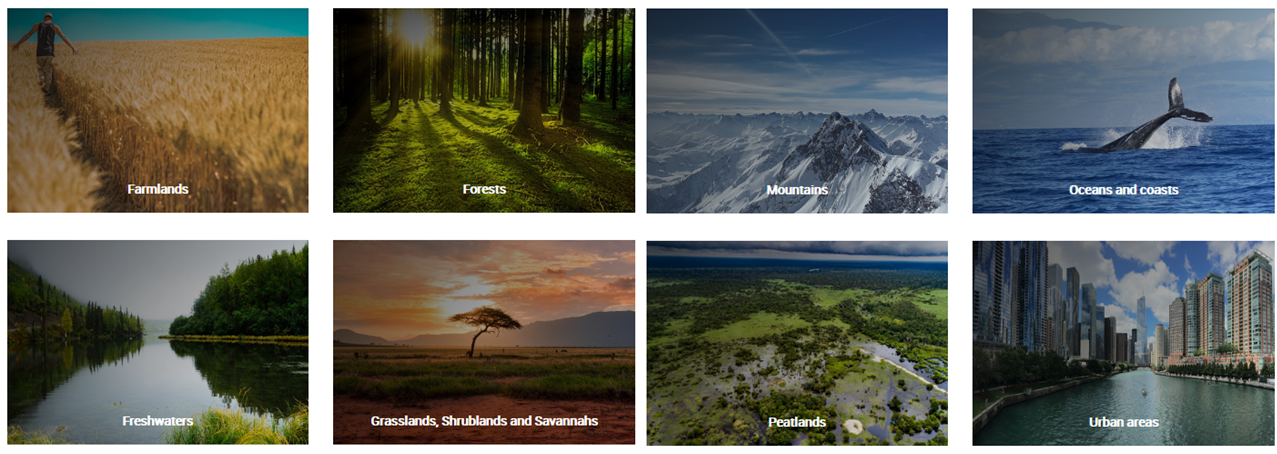 Farmlands
Forests
Mountains
Oceans and coasts
Freshwaters
Grasslands, Shrublands and Savannahs
Peatlands
Urban areas